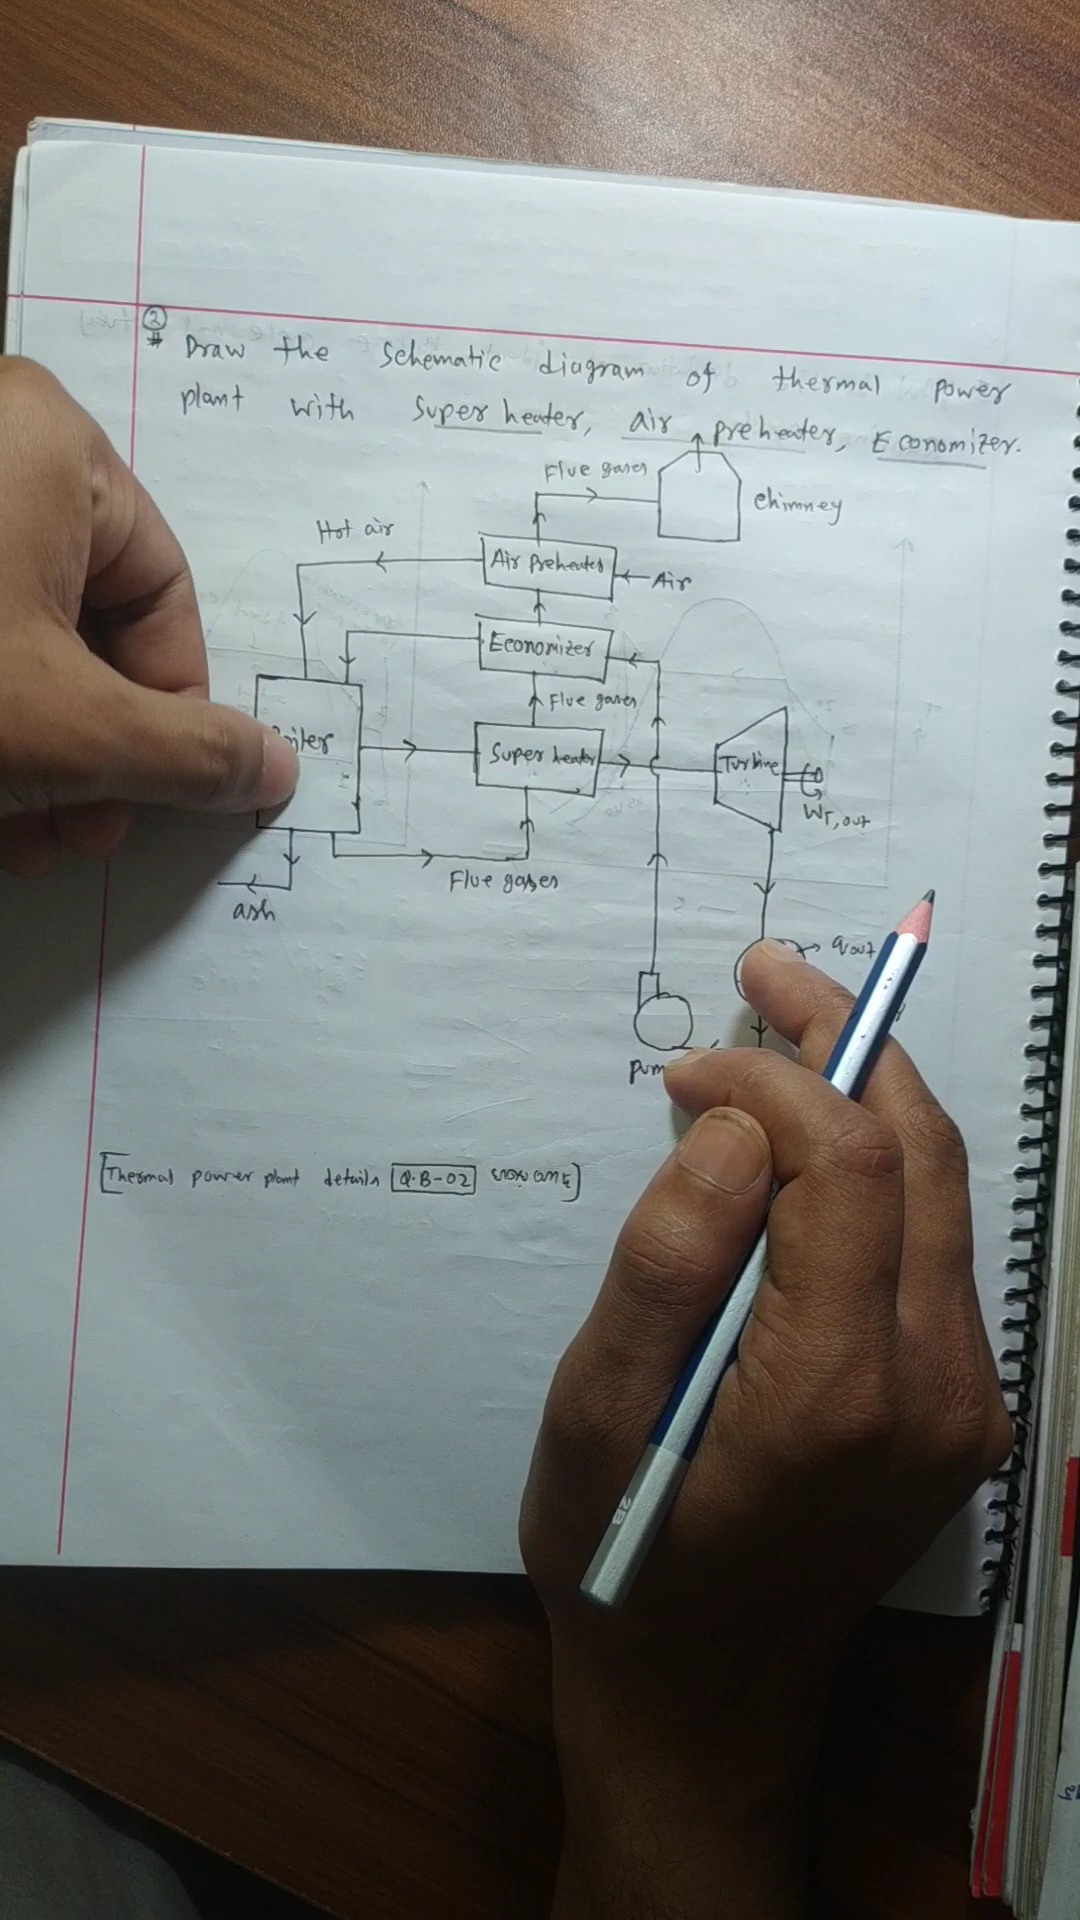 ②
# Draw the schematic diagram of thermal power
plant with Super heater, air preheater, Economizer.
Flue gases
chimney
Hot air
Air Preheater
Air
Economizer
Flue gases
Boiler
Super heater
Turbine
WT, out
Flue gases
ash
qout
pum
[Thermal power plant details Q.B-02
2B